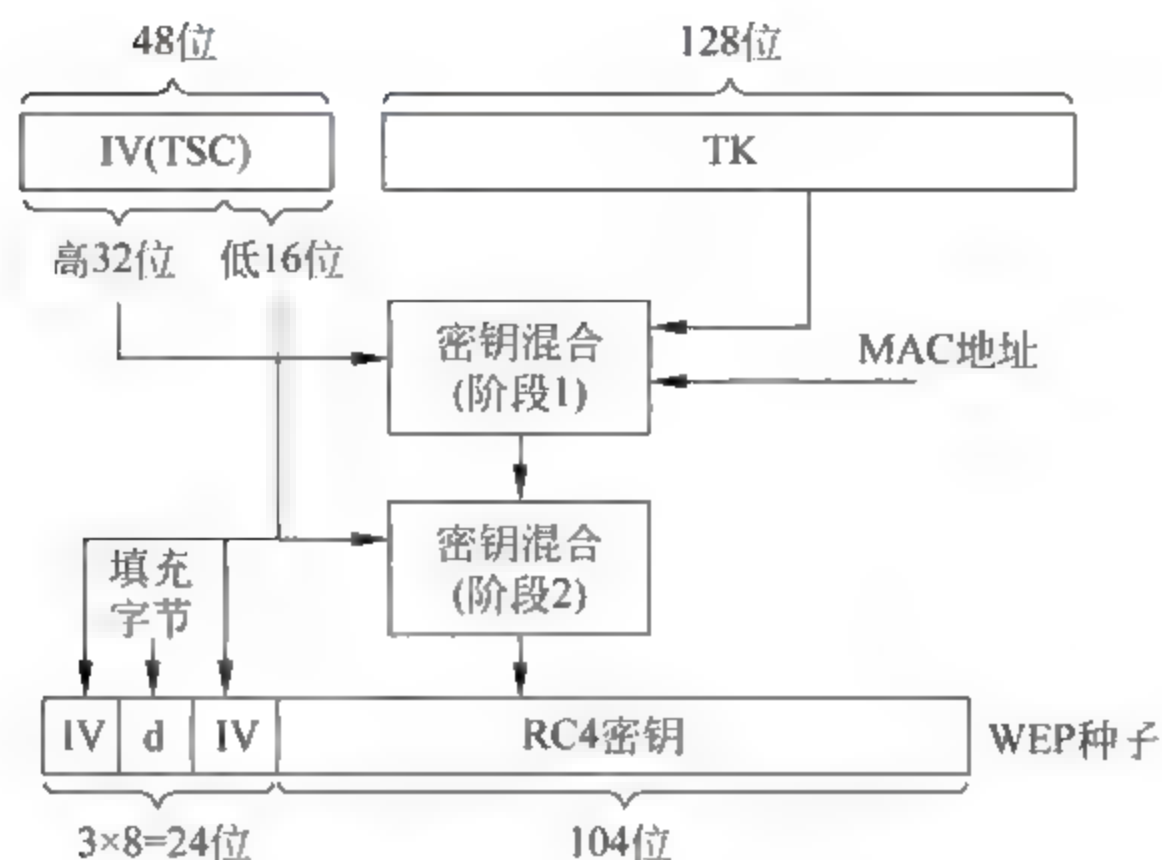 48位
128位
IV(TSC)
TK
高32位
低16位
密钥混合
(阶段1)
MAC地址
密钥混合
(阶段2)
填充
字节
IV
d
IV
RC4密钥
WEP种子
3×8=24位
104位